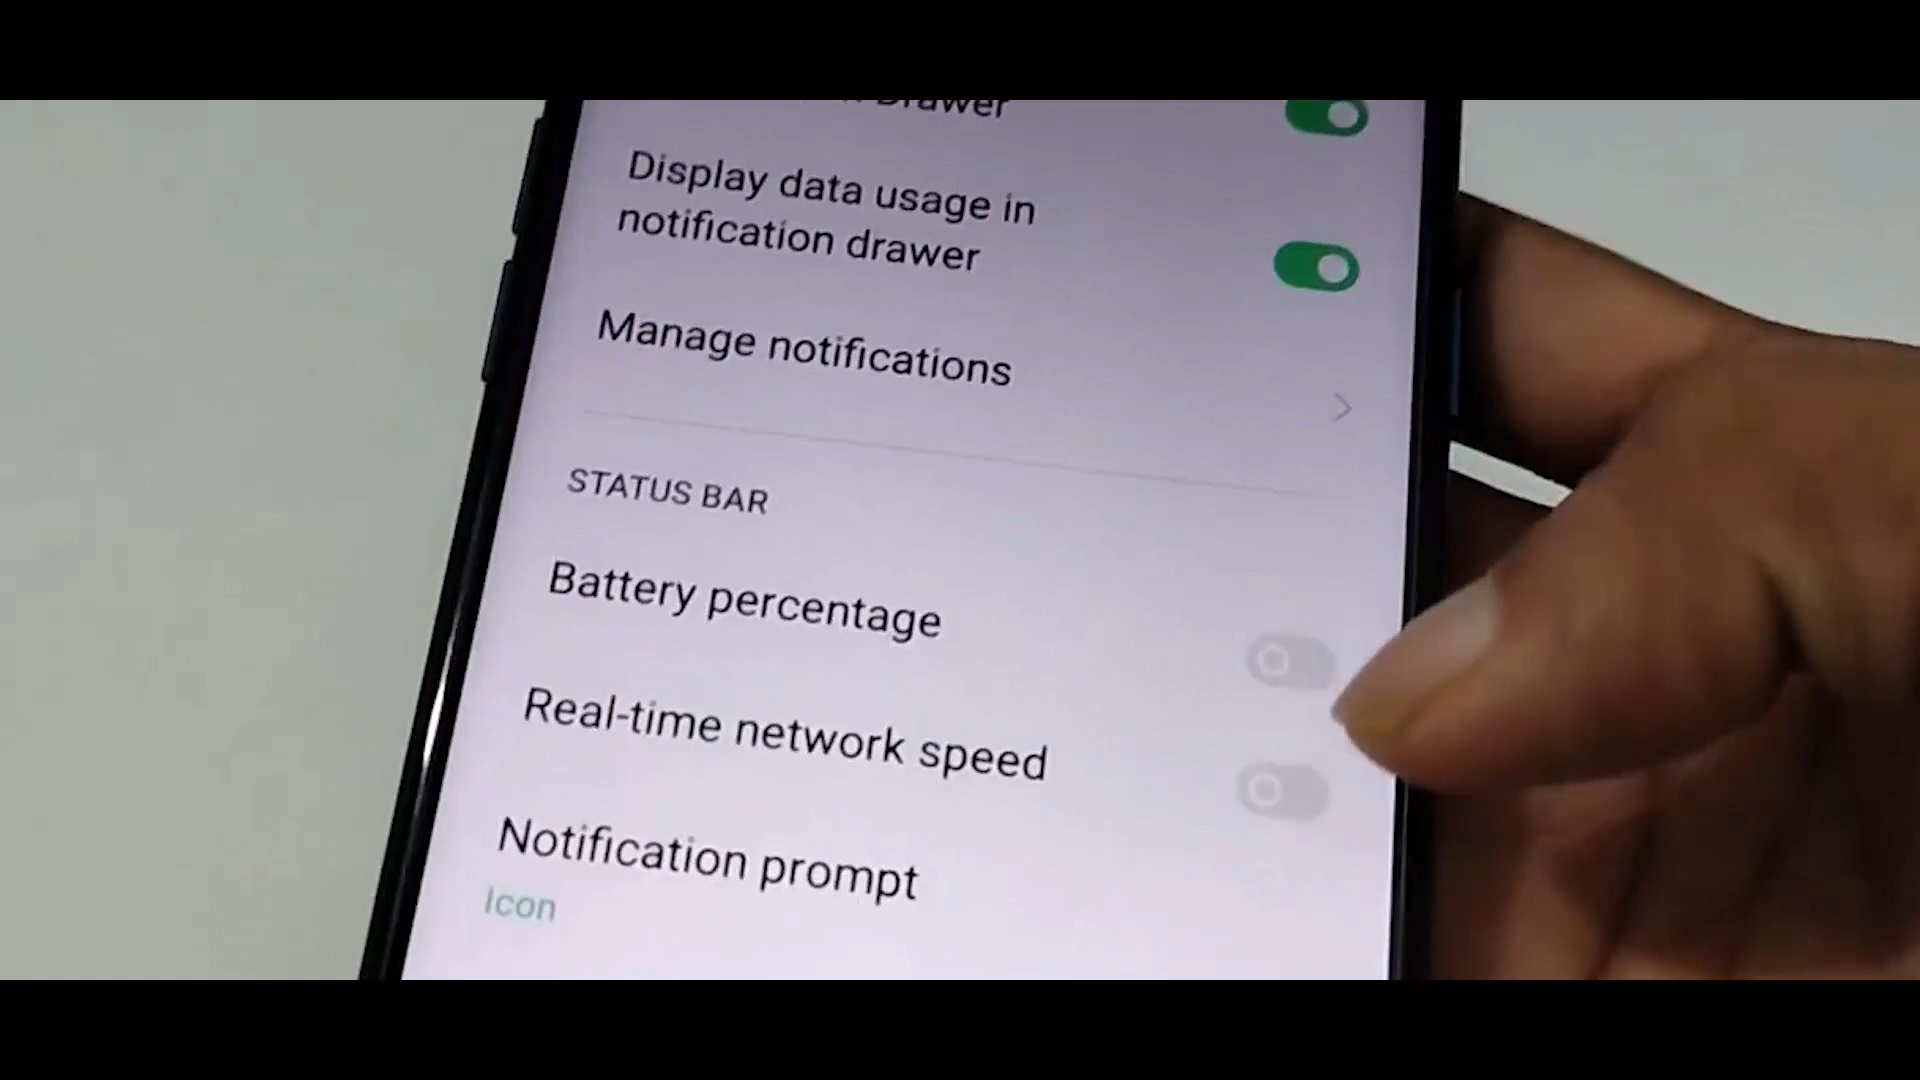 Drawer
Display data usage in
notification drawer
Manage notifications
STATUS BAR
Battery percentage
Real-time network speed
Notification prompt
Icon